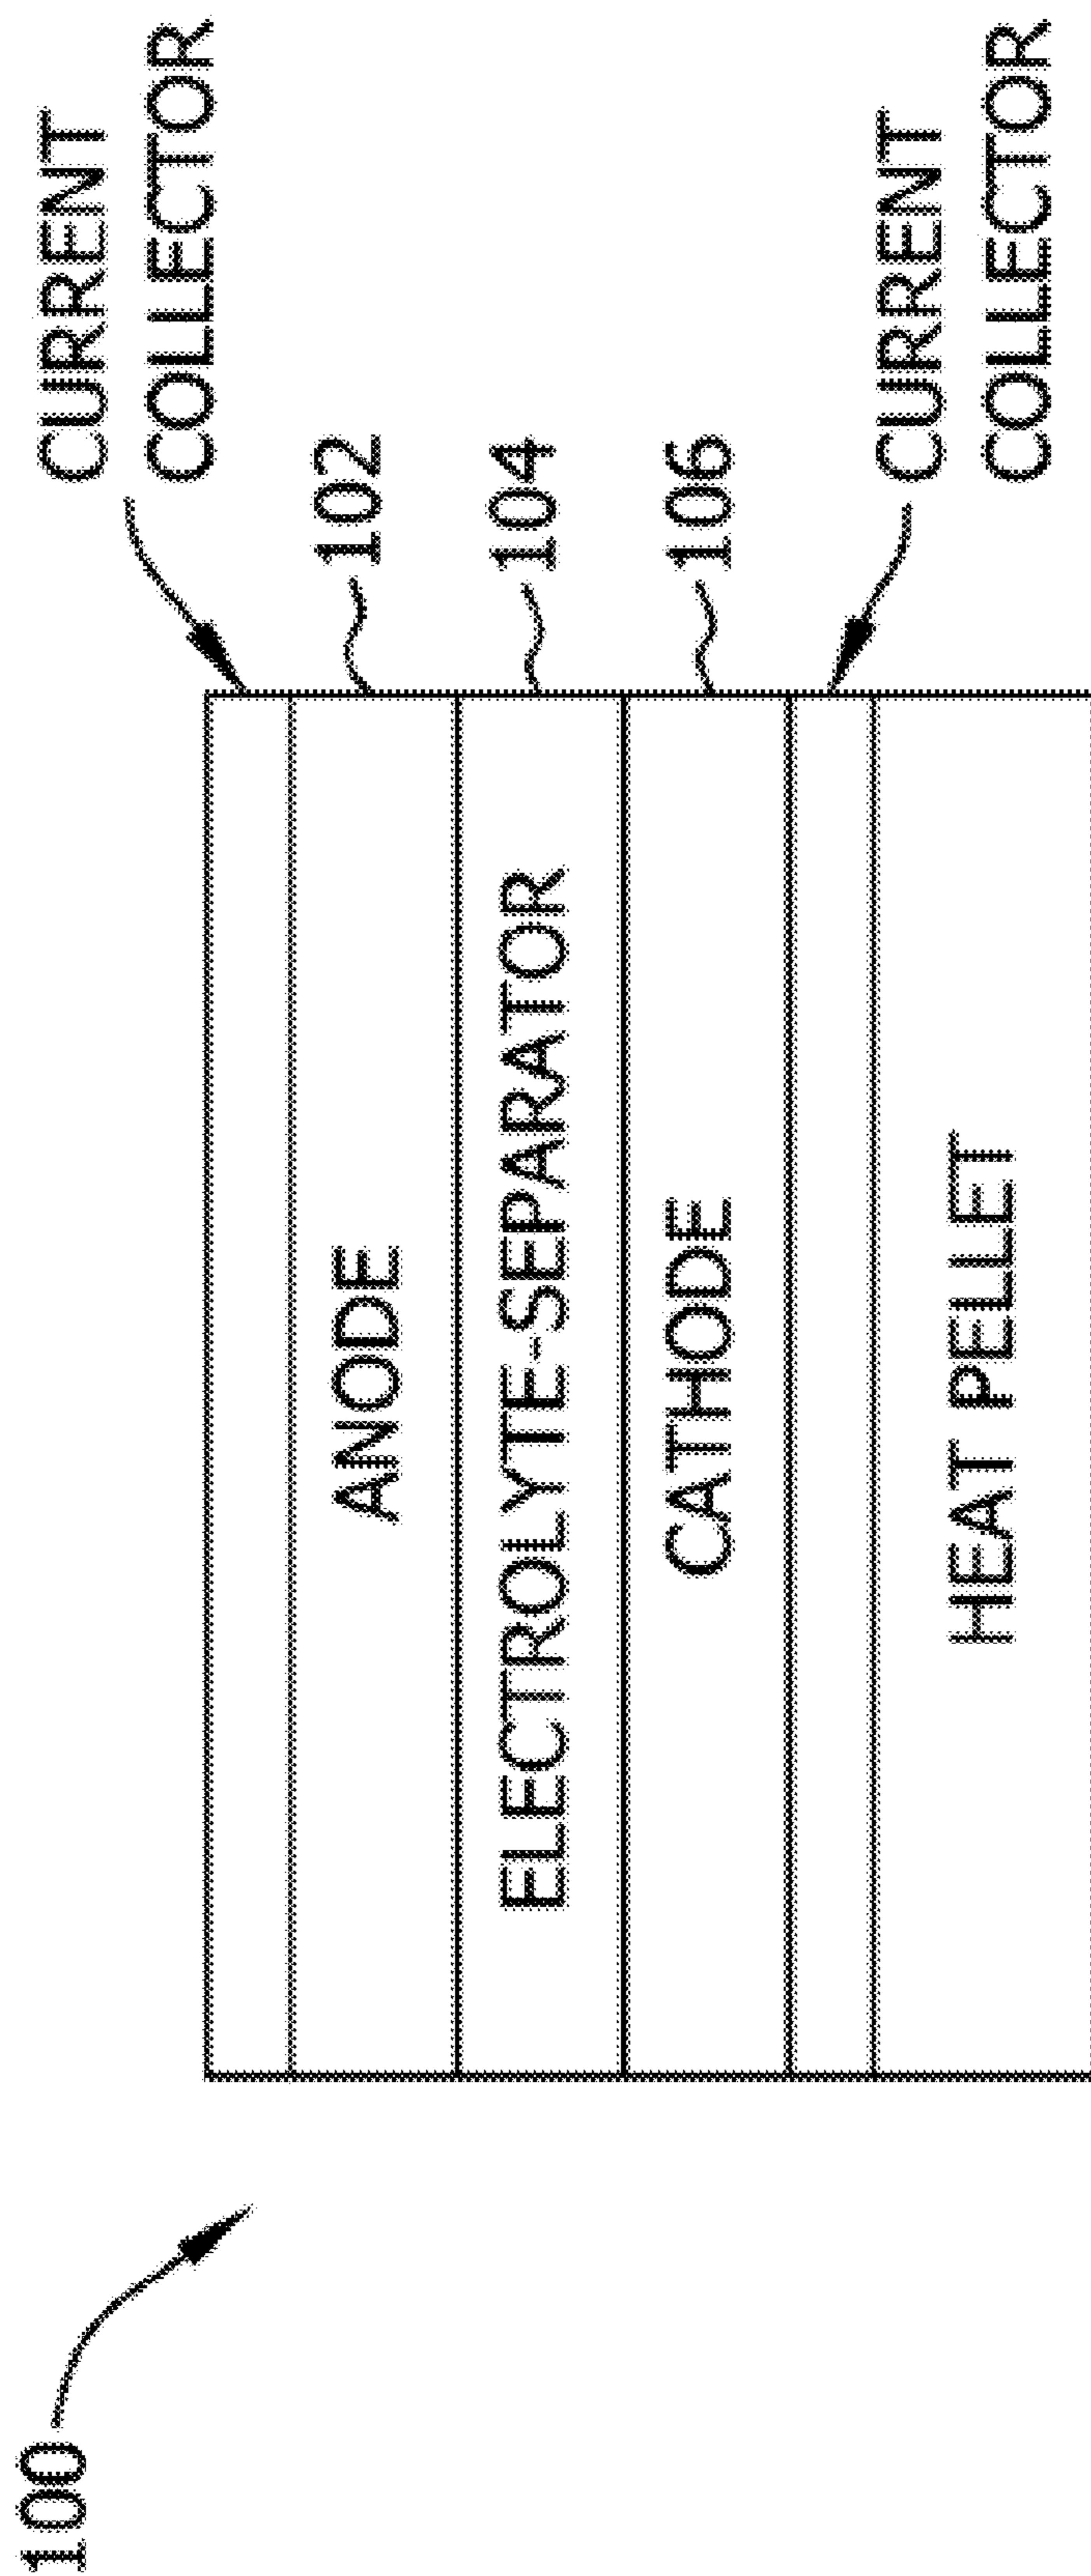 100
CURRENT
COLLECTOR
ANODE
102
ELECTROLYTE-SEPARATOR
104
CATHODE
106
CURRENT
COLLECTOR
HEAT PELLET